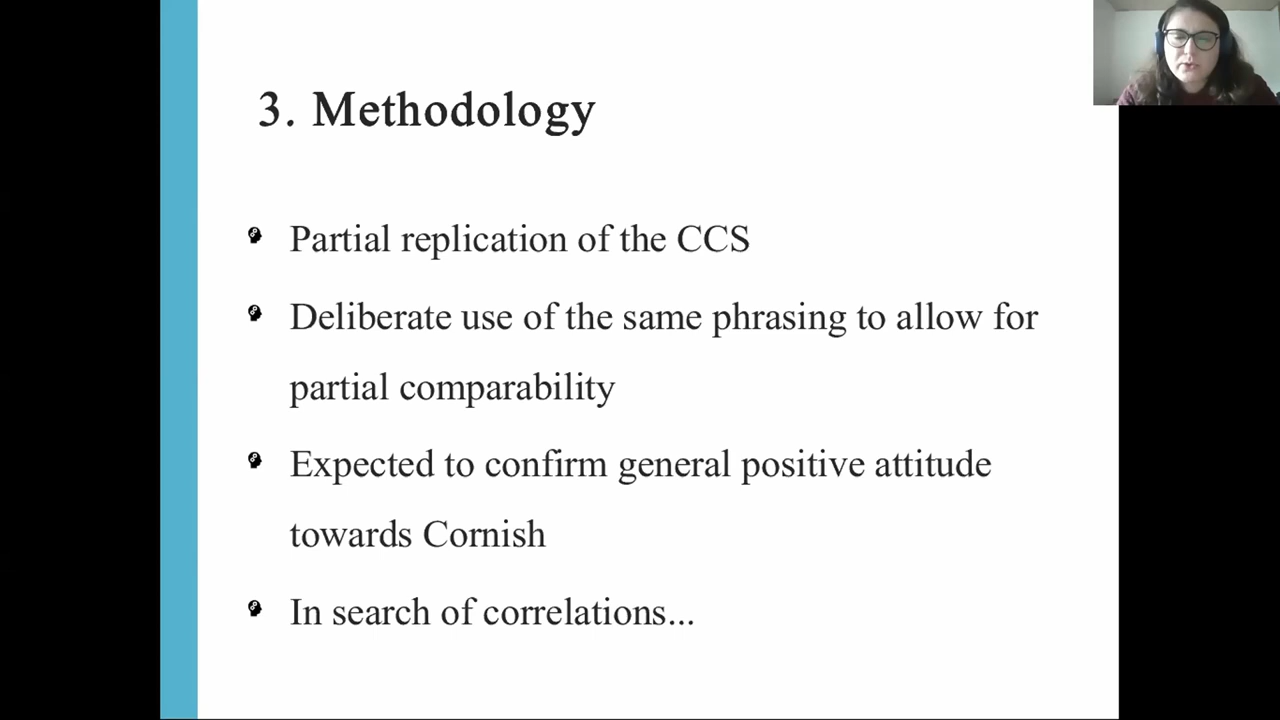 3. Methodology
Partial replication of the CCS
Deliberate use of the same phrasing to allow for
partial comparability
Expected to confirm general positive attitude
towards Cornish
In search of correlations...